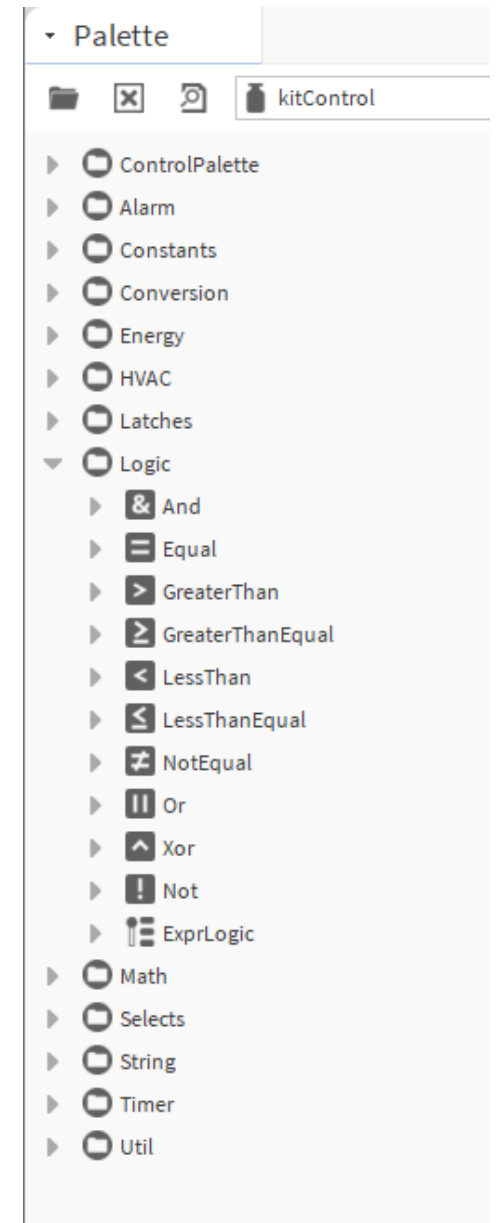 Palette
kitControl
ControlPalette
Alarm
Constants
Conversion
Energy
HVAC
Latches
Logic
& And
= Equal
> GreaterThan
≥ GreaterThanEqual
< LessThan
≤ LessThanEqual
≠ NotEqual
|| Or
^ Xor
! Not
ExprLogic
Math
Selects
String
Timer
Util